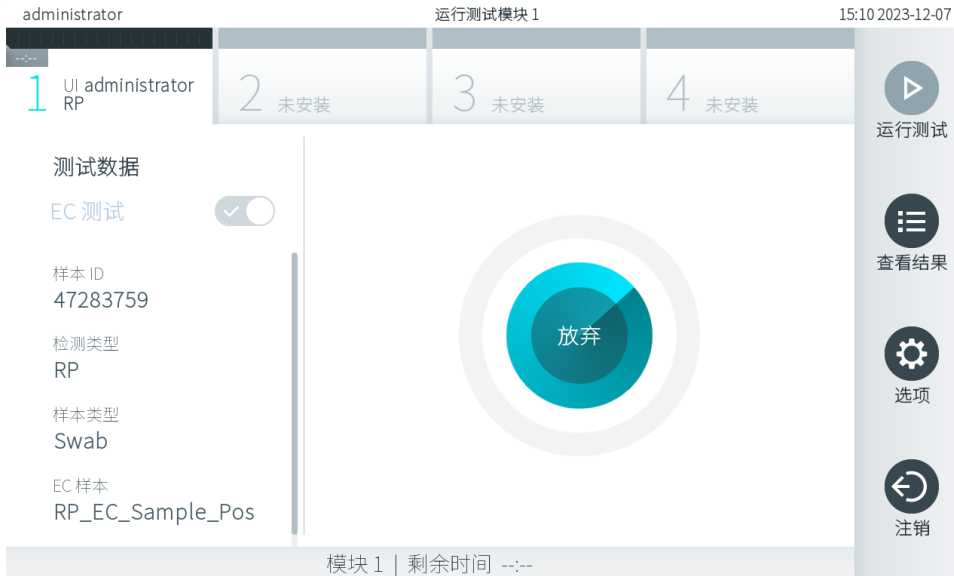 administrator
运行测试模块 1
15:10 2023-12-07
--:--
1 UI administrator
RP
2 未安装
3 未安装
4 未安装
运行测试
查看结果
选项
注销
测试数据
EC 测试
样本 ID
47283759
检测类型
RP
样本类型
Swab
EC 样本
RP_EC_Sample_Pos
放弃
模块 1 | 剩余时间 --:--